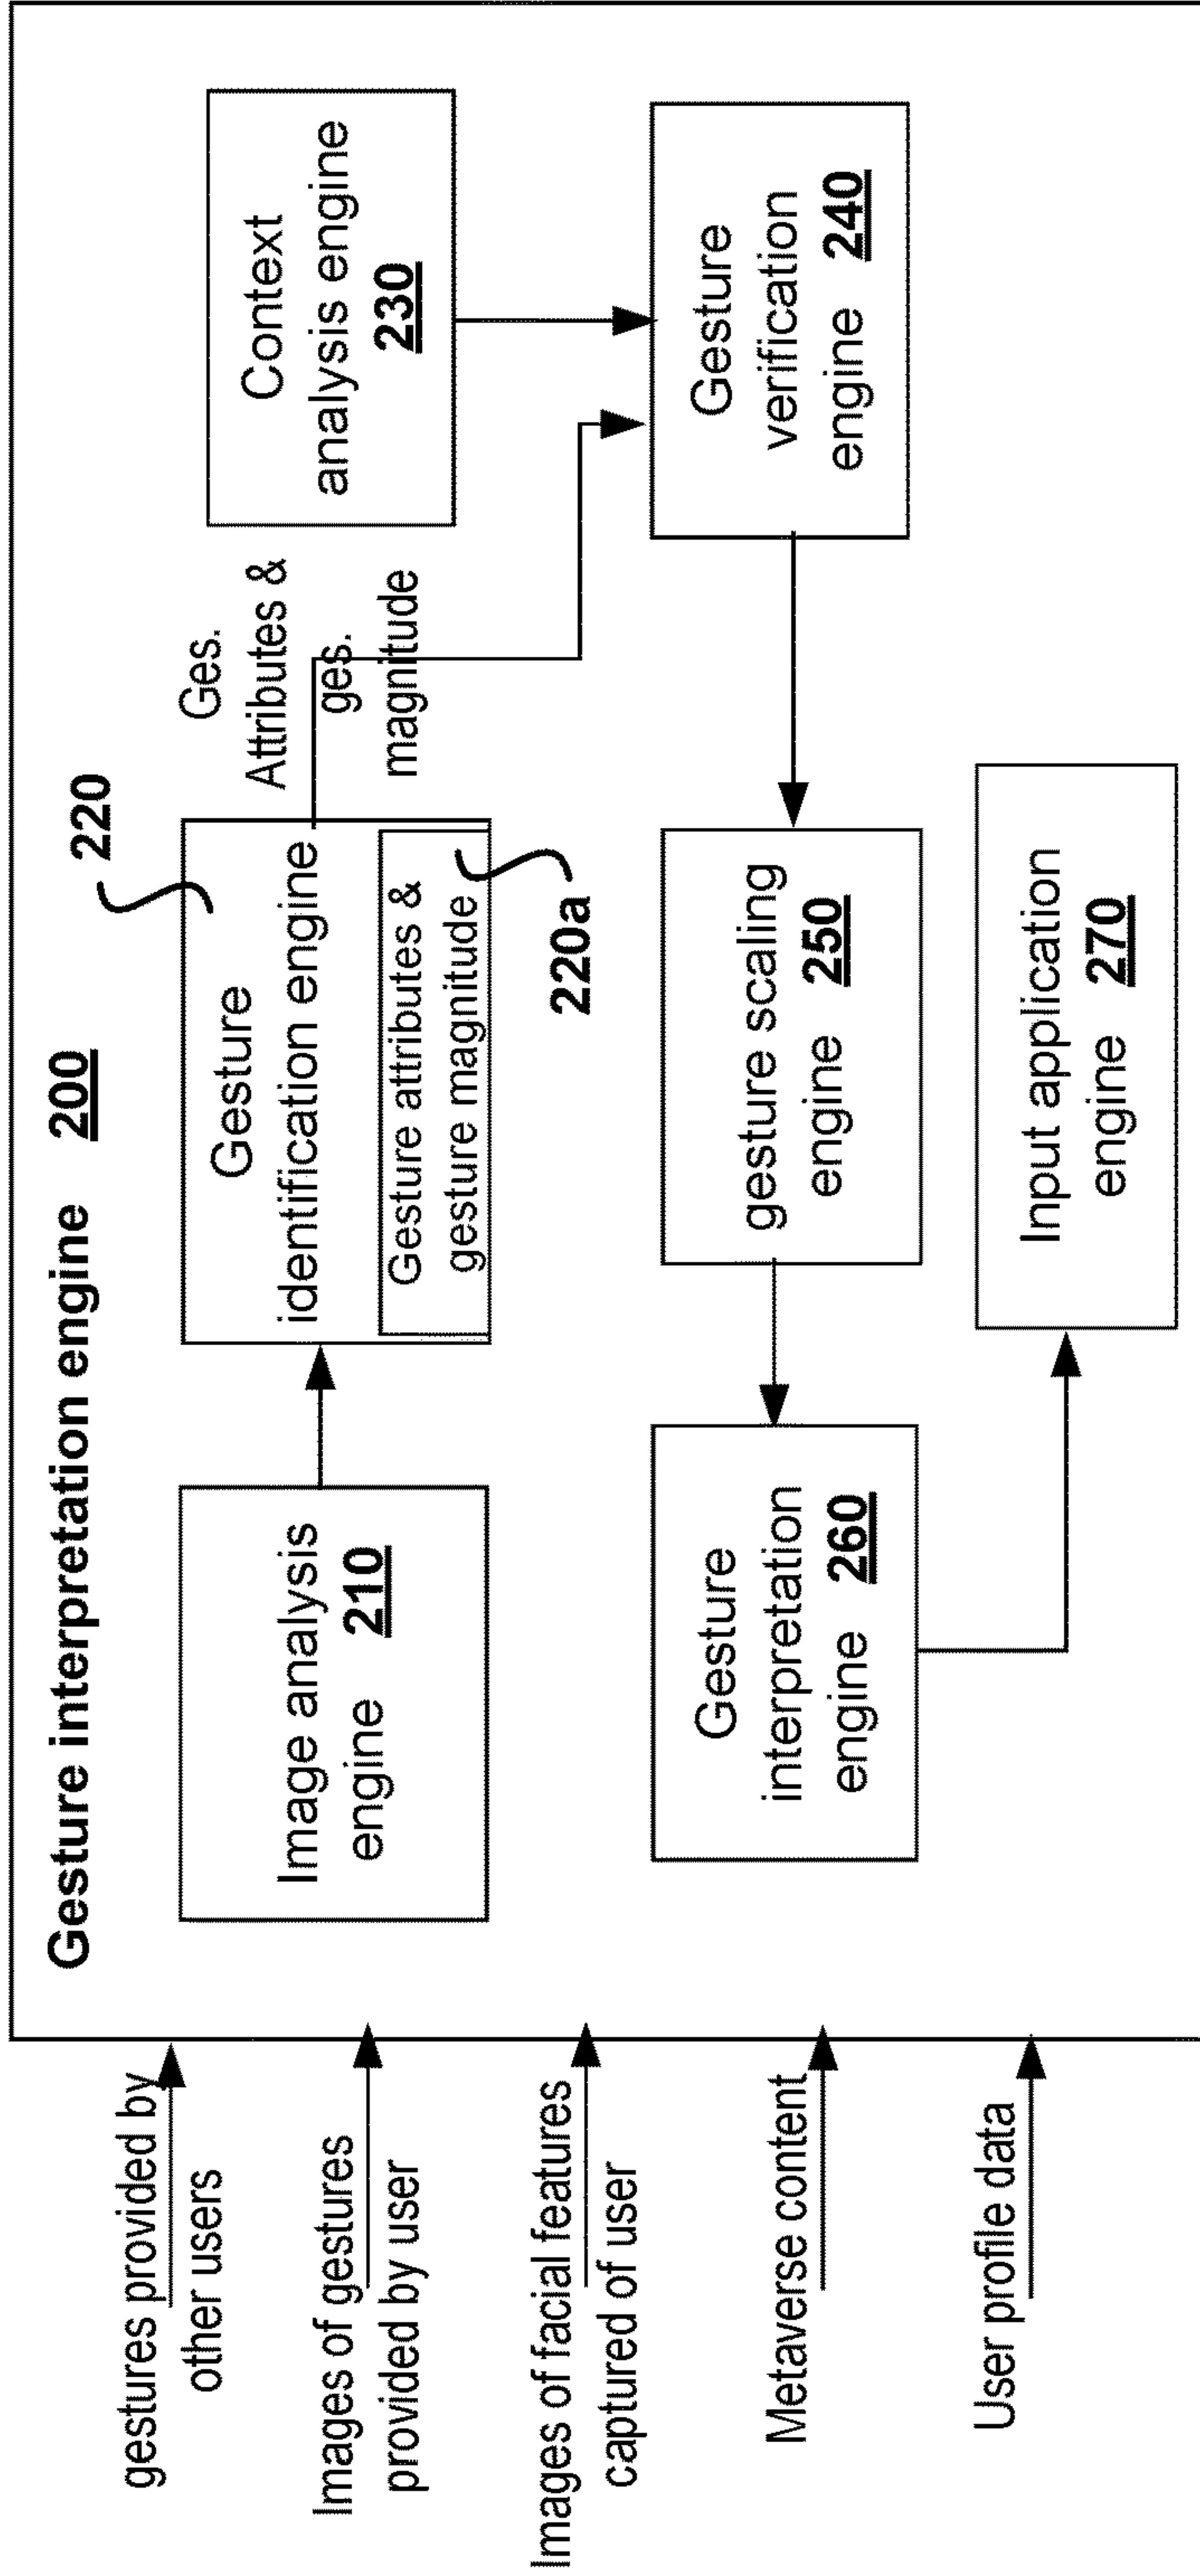 Gesture interpretation engine 200
gestures provided by
other users
Images of gestures
provided by user
Images of facial features
captured of user
Metaverse content
User profile data
Image analysis
engine 210
220
Gesture
identification engine
Gesture attributes &
gesture magnitude
220a
Ges.
Attributes &
ges.
magnitude
Context
analysis engine
230
Gesture
verification
engine 240
gesture scaling
engine 250
Gesture
interpretation
engine 260
Input application
engine 270